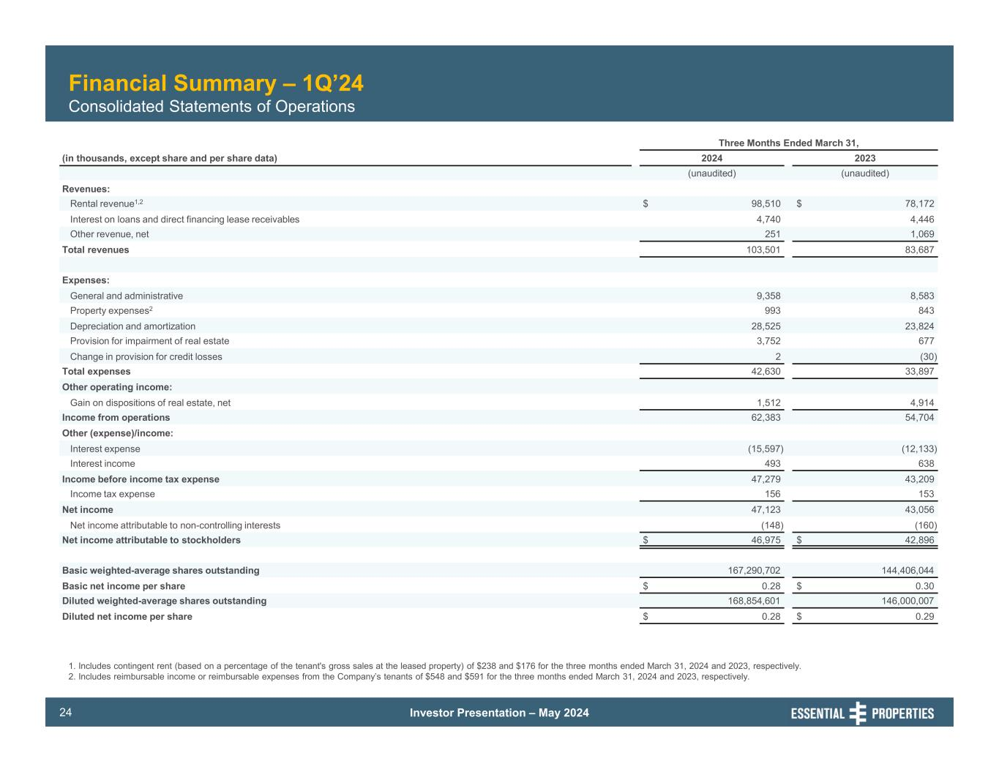 Financial Summary – 1Q’24
Consolidated Statements of Operations
Three Months Ended March 31,
(in thousands, except share and per share data) 2024 2023
(unaudited) (unaudited)
Revenues:
Rental revenue1,2 $ 98,510 $ 78,172
Interest on loans and direct financing lease receivables 4,740 4,446
Other revenue, net 251 1,069
Total revenues 103,501 83,687
Expenses:
General and administrative 9,358 8,583
Property expenses2 993 843
Depreciation and amortization 28,525 23,824
Provision for impairment of real estate 3,752 677
Change in provision for credit losses 2 (30)
Total expenses 42,630 33,897
Other operating income:
Gain on dispositions of real estate, net 1,512 4,914
Income from operations 62,383 54,704
Other (expense)/income:
Interest expense (15,597) (12,133)
Interest income 493 638
Income before income tax expense 47,279 43,209
Income tax expense 156 153
Net income 47,123 43,056
Net income attributable to non-controlling interests (148) (160)
Net income attributable to stockholders $ 46,975 $ 42,896
Basic weighted-average shares outstanding 167,290,702 144,406,044
Basic net income per share $ 0.28 $ 0.30
Diluted weighted-average shares outstanding 168,854,601 146,000,007
Diluted net income per share $ 0.28 $ 0.29
1. Includes contingent rent (based on a percentage of the tenant's gross sales at the leased property) of $238 and $176 for the three months ended March 31, 2024 and 2023, respectively.
2. Includes reimbursable income or reimbursable expenses from the Company’s tenants of $548 and $591 for the three months ended March 31, 2024 and 2023, respectively.
24 Investor Presentation – May 2024 ESSENTIAL PROPERTIES